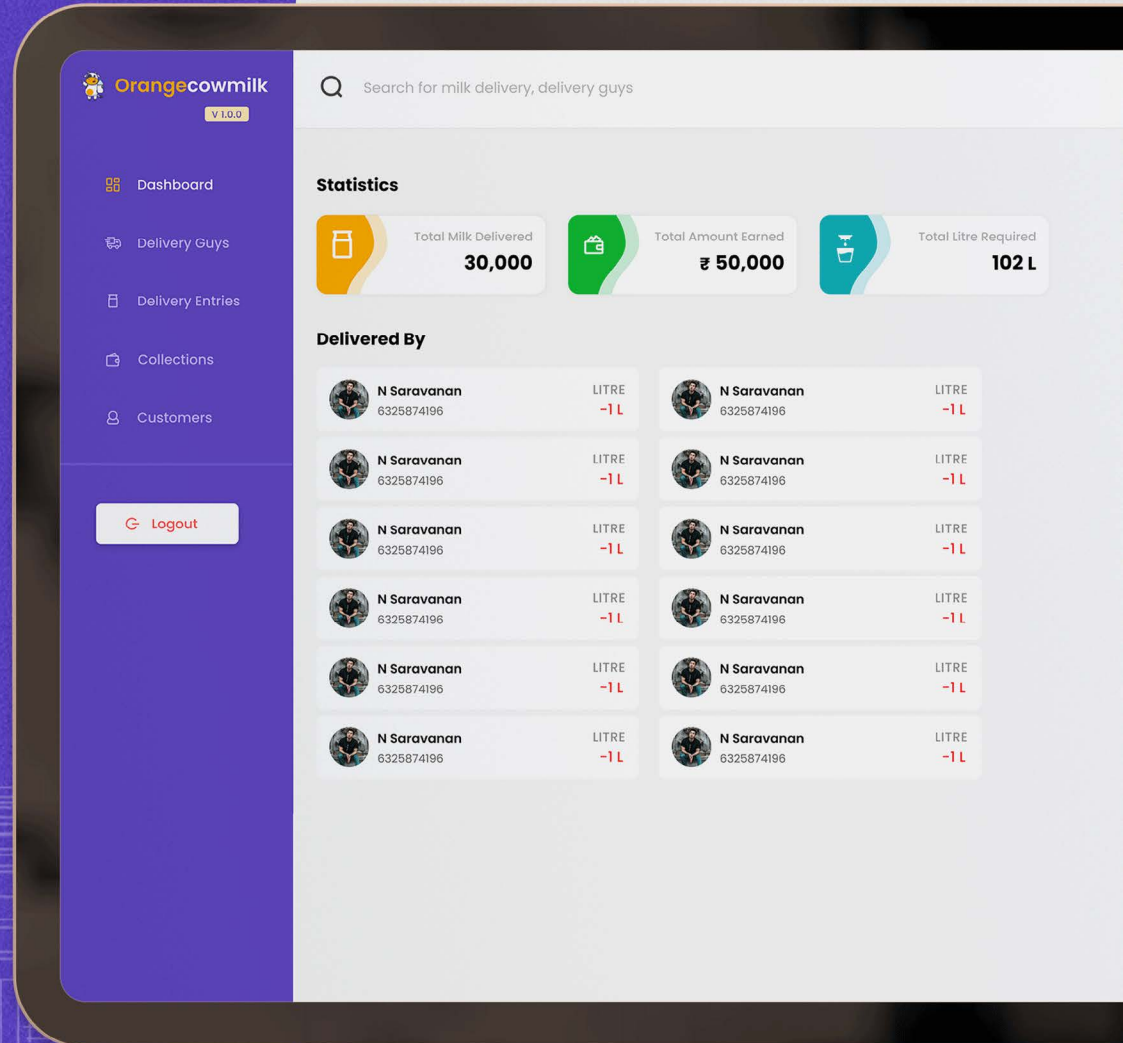 Orangecowmilk
V 1.0.0
Search for milk delivery, delivery guys
Dashboard
Delivery Guys
Delivery Entries
Collections
Customers
Logout
Statistics
Total Milk Delivered
30,000
Total Amount Earned
₹ 50,000
Total Litre Required
102 L
Delivered By
N Saravanan
6325874196
LITRE
-1 L
N Saravanan
6325874196
LITRE
-1 L
N Saravanan
6325874196
LITRE
-1 L
N Saravanan
6325874196
LITRE
-1 L
N Saravanan
6325874196
LITRE
-1 L
N Saravanan
6325874196
LITRE
-1 L
N Saravanan
6325874196
LITRE
-1 L
N Saravanan
6325874196
LITRE
-1 L
N Saravanan
6325874196
LITRE
-1 L
N Saravanan
6325874196
LITRE
-1 L
N Saravanan
6325874196
LITRE
-1 L
N Saravanan
6325874196
LITRE
-1 L